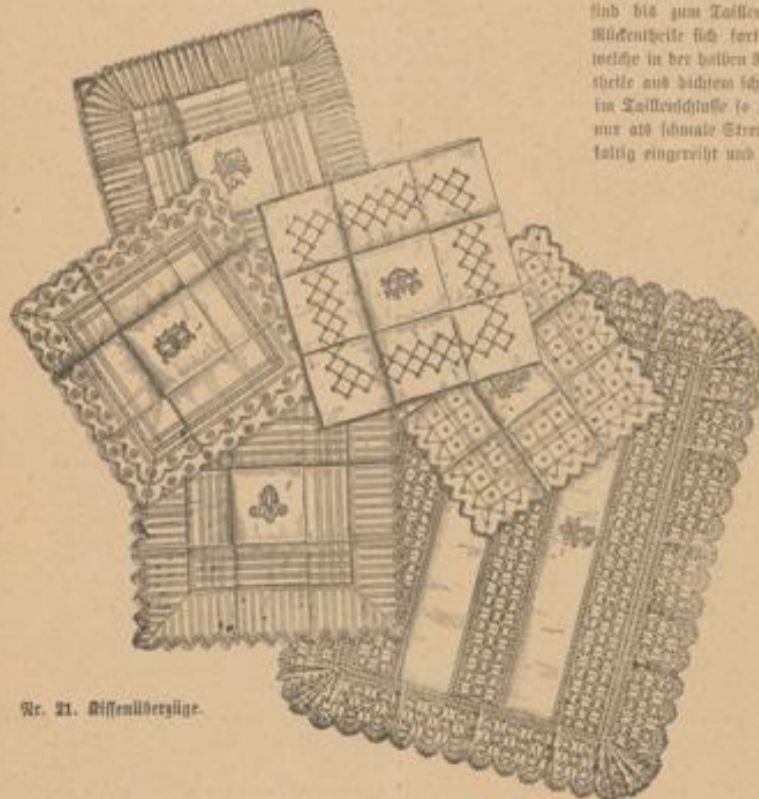 sind bis zum Taillen
Rückentheile sich fort
welche in der halben
theile aus dichtem
im Taillenschlusse so
nur als schmale
faltig eingereiht und
Nr. 21. Kissenüberzüge.